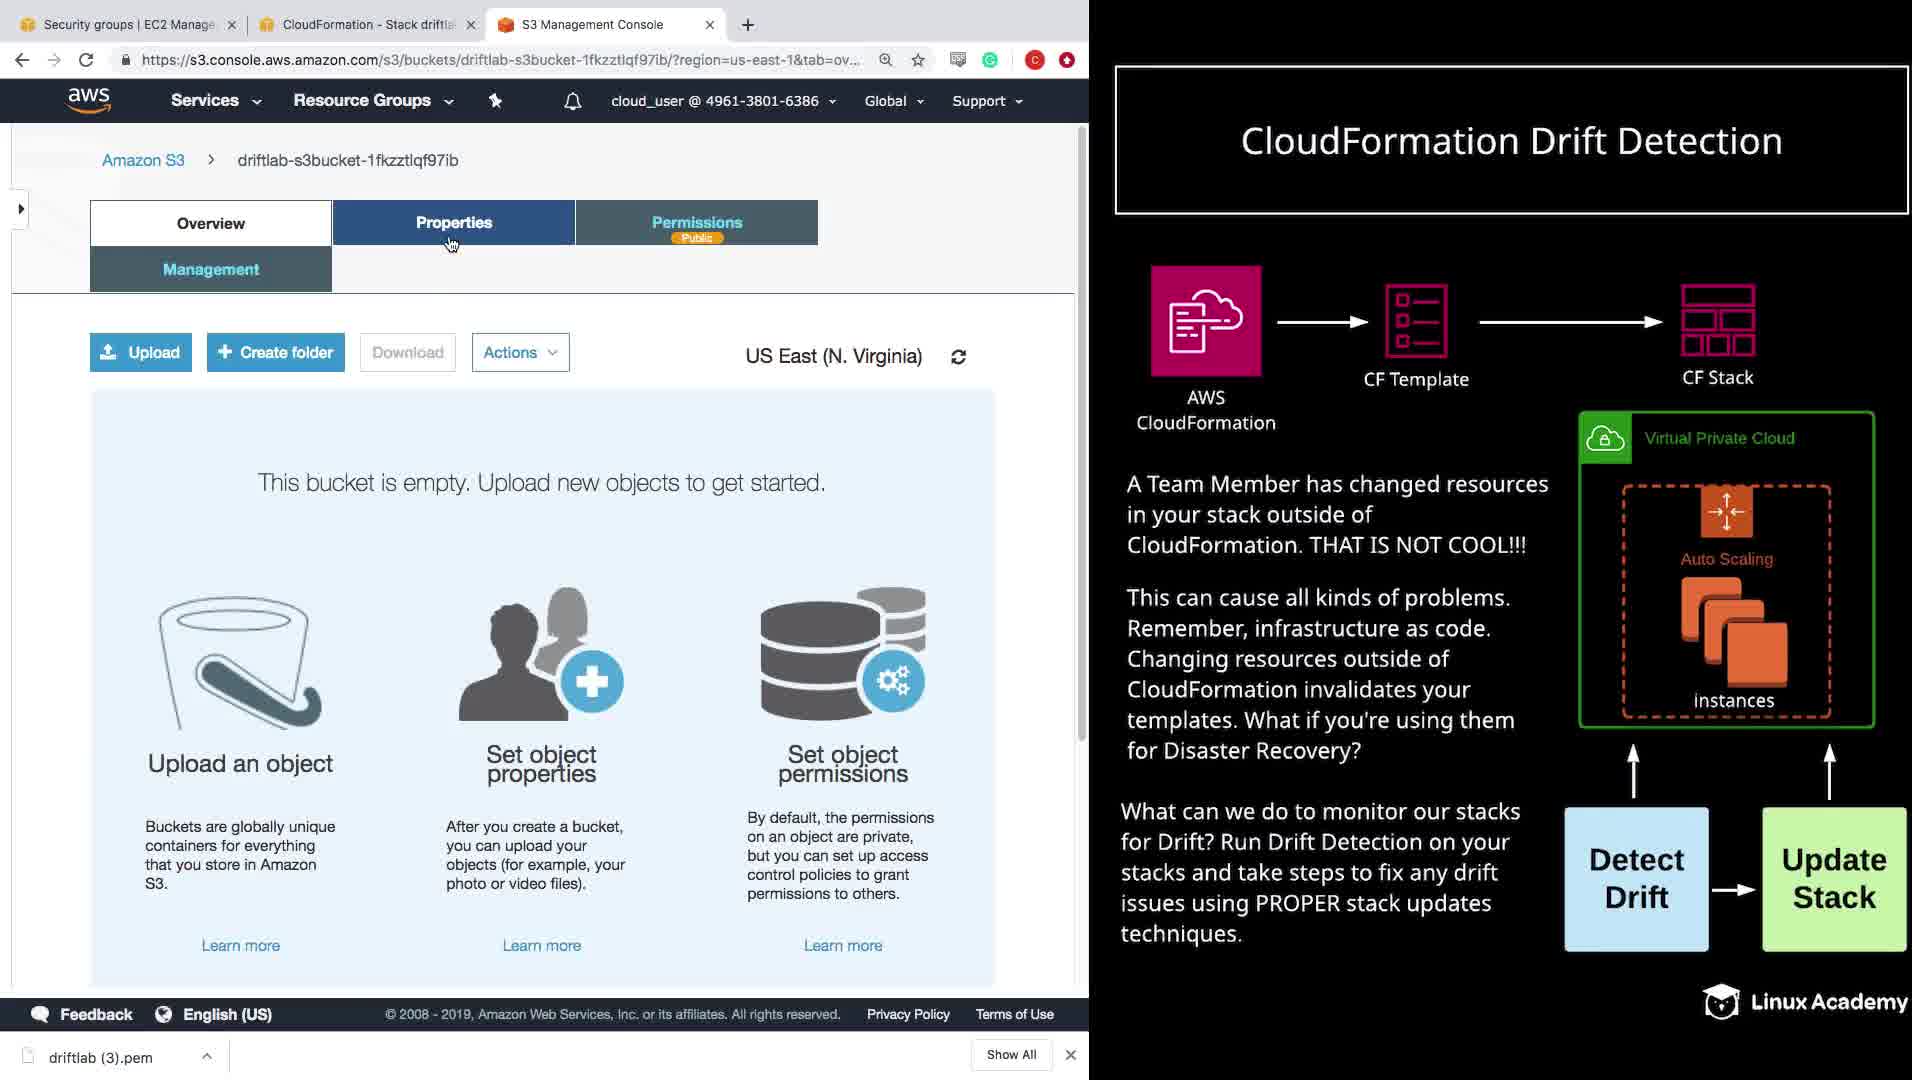 Security groups | EC2 Manage
CloudFormation - Stack driftla
S3 Management Console
https://s3.console.aws.amazon.com/s3/buckets/driftlab-s3bucket-1fkzztlqf97ib/?region=us-east-1&tab=ov...
C
aws
Services
Resource Groups
cloud_user @ 4961-3801-6386
Global
Support
Amazon S3
driftlab-s3bucket-1fkzztlqf97ib
Overview
Properties
Permissions
Public
Management
Upload
Create folder
Download
Actions
US East (N. Virginia)
This bucket is empty. Upload new objects to get started.
Upload an object
Buckets are globally unique
containers for everything
that you store in Amazon
S3.
Learn more
Set object
properties
After you create a bucket,
you can upload your
objects (for example, your
photo or video files).
Learn more
Set object
permissions
By default, the permissions
on an object are private,
but you can set up access
control policies to grant
permissions to others.
Learn more
Feedback
English (US)
© 2008 - 2019, Amazon Web Services, Inc. or its affiliates. All rights reserved.
Privacy Policy
Terms of Use
driftlab (3).pem
Show All
CloudFormation Drift Detection
AWS
CloudFormation
CF Template
CF Stack
Virtual Private Cloud
Auto Scaling
instances
A Team Member has changed resources
in your stack outside of
CloudFormation. THAT IS NOT COOL!!!
This can cause all kinds of problems.
Remember, infrastructure as code.
Changing resources outside of
CloudFormation invalidates your
templates. What if you're using them
for Disaster Recovery?
What can we do to monitor our stacks
for Drift? Run Drift Detection on your
stacks and take steps to fix any drift
issues using PROPER stack updates
techniques.
Detect
Drift
Update
Stack
Linux Academy